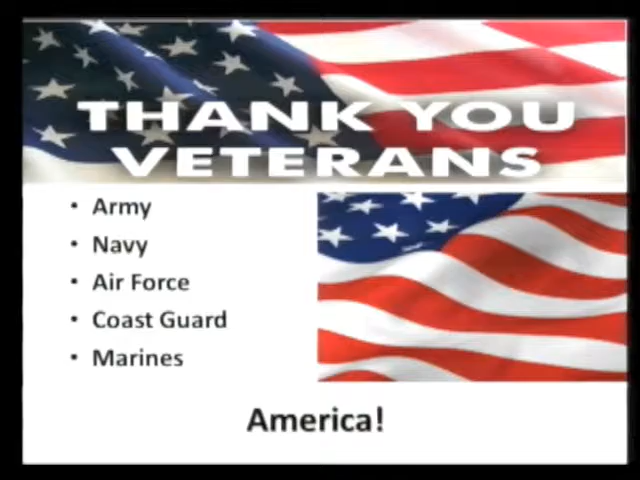 THANK YOU
VETERANS
• Army
• Navy
• Air Force
• Coast Guard
• Marines
America!